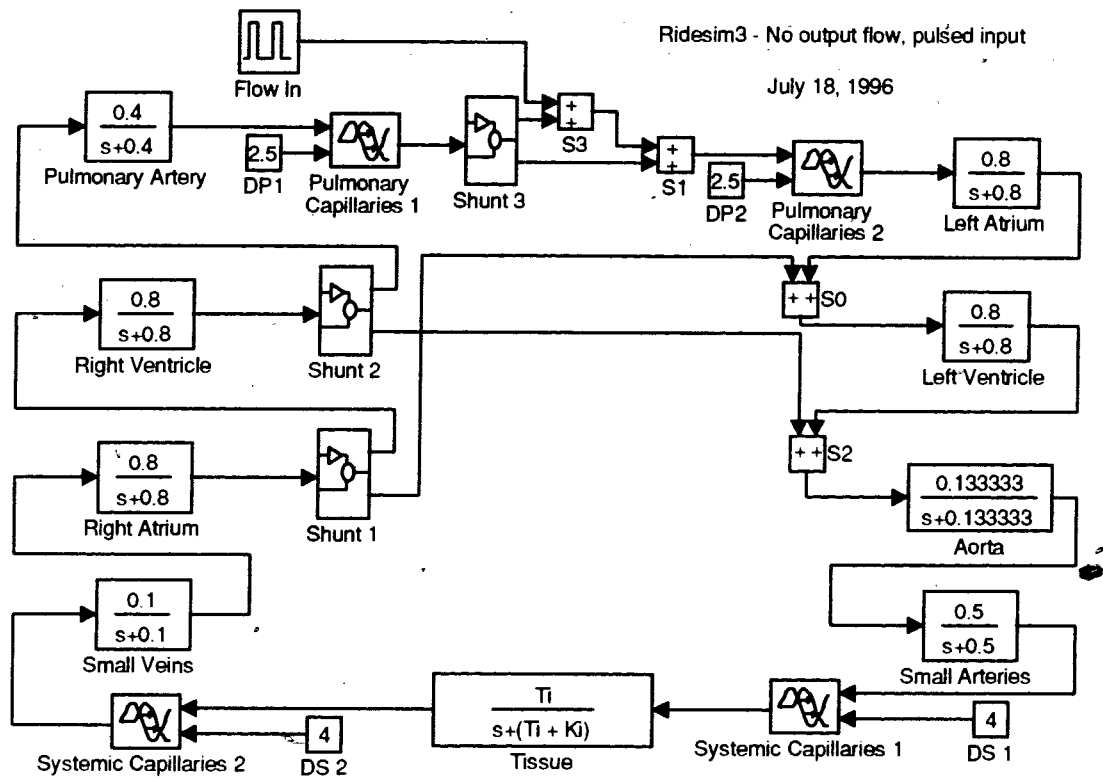 Ridesim3 - No output flow, pulsed input
July 18, 1996
Flow In
0.4
s+0.4
Pulmonary Artery
2.5
DP1
Pulmonary
Capillaries 1
Shunt 3
+
+
S3
+
+
S1
2.5
DP2
Pulmonary
Capillaries 2
0.8
s+0.8
Left Atrium
0.8
s+0.8
Right Ventricle
Shunt 2
+ +
S0
0.8
s+0.8
Left Ventricle
0.8
s+0.8
Right Atrium
Shunt 1
+ +
S2
0.133333
s+0.133333
Aorta
0.1
s+0.1
Small Veins
0.5
s+0.5
Small Arteries
Systemic Capillaries 2
4
DS 2
Ti
s+(Ti + Ki)
Tissue
Systemic Capillaries 1
4
DS 1